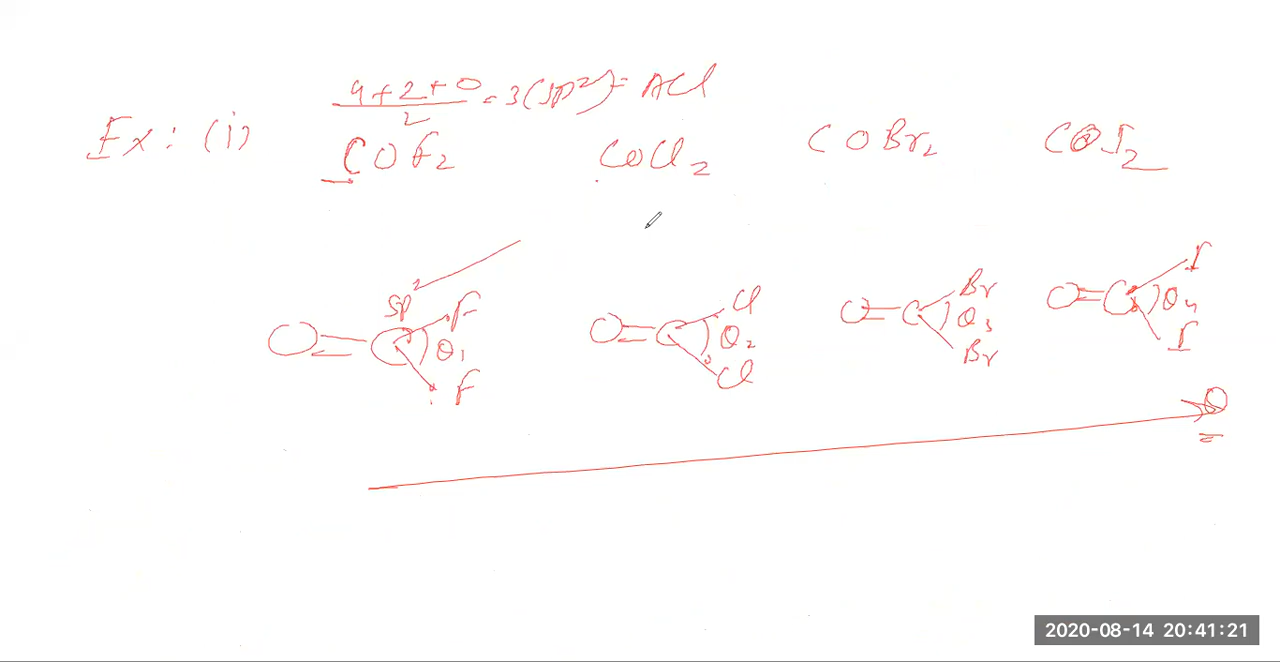 4+2+0/2 = 3(SP²)= ACl
Ex: (i) COF2 COCl2 COBr2 COI2
SP²
O=C F θ1 F
O=C Cl θ2 Cl
O=C Br θ3 Br
O=C I θ4 I
θ
2020-08-14 20:41:21